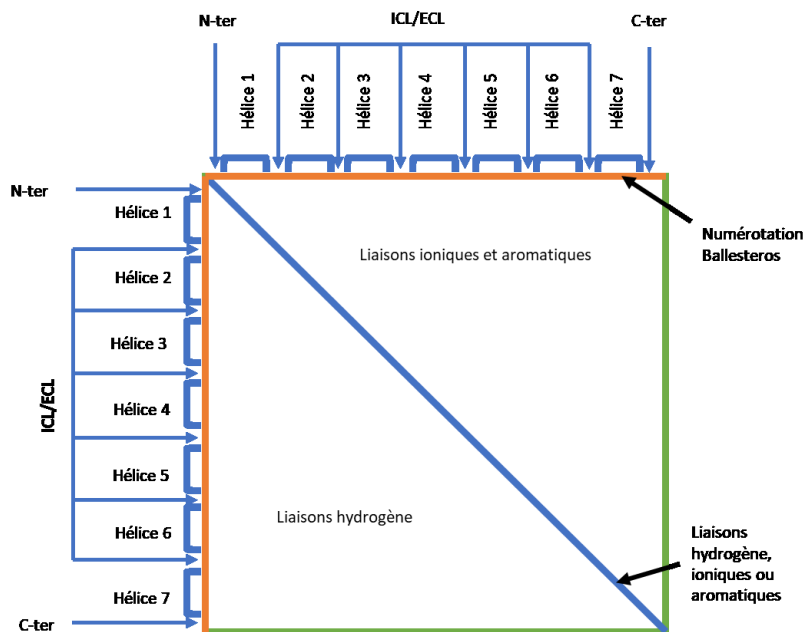 N-ter
ICL/ECL
C-ter
Hélice 1
Hélice 2
Hélice 3
Hélice 4
Hélice 5
Hélice 6
Hélice 7
N-ter
Hélice 1
Hélice 2
Hélice 3
Hélice 4
Hélice 5
Hélice 6
Hélice 7
C-ter
ICL/ECL
Liaisons ioniques et aromatiques
Numérotation
Ballesteros
Liaisons hydrogène
Liaisons
hydrogène,
ioniques ou
aromatiques